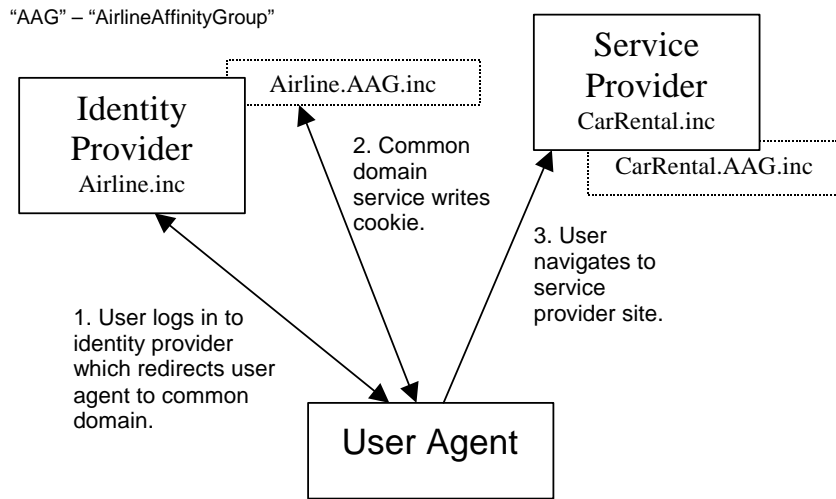 “AAG” – “AirlineAffinityGroup”
Identity
Provider
Airline.inc
Airline.AAG.inc
Service
Provider
CarRental.inc
CarRental.AAG.inc
2. Common
domain
service writes
cookie.
3. User
navigates to
service
provider site.
1. User logs in to
identity provider
which redirects user
agent to common
domain.
User Agent